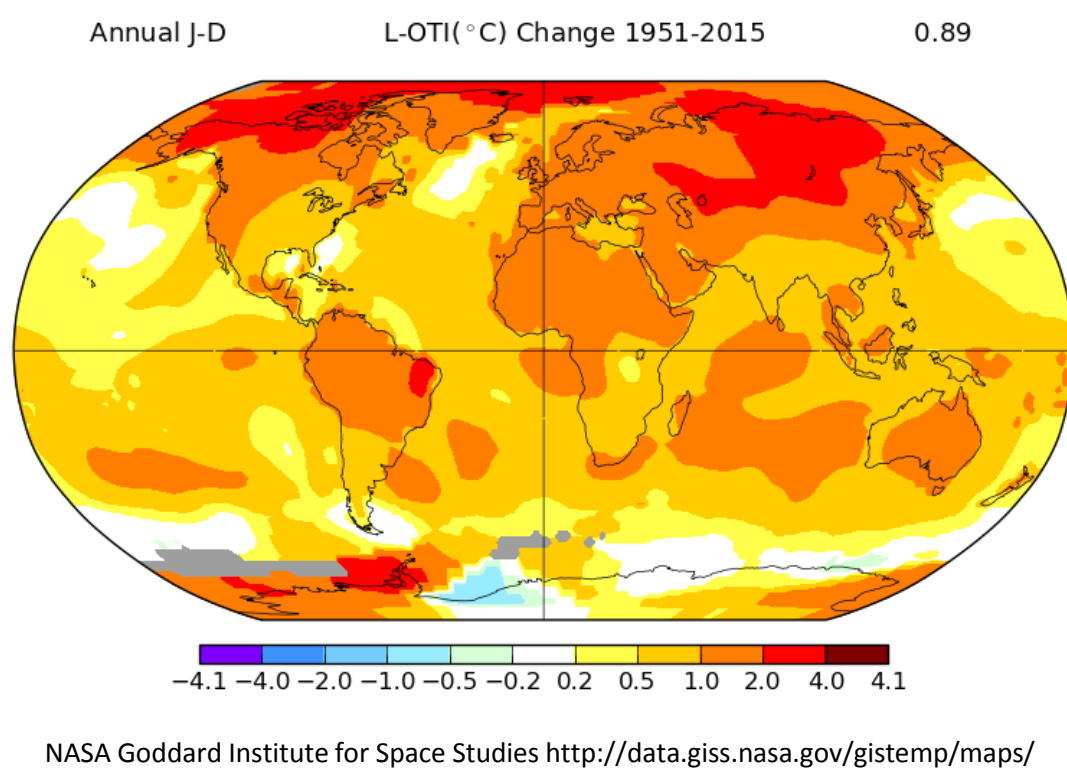 Annual J-D L-OTI(°C) Change 1951-2015 0.89
−4.1 −4.0 −2.0 −1.0 −0.5 −0.2 0.2 0.5 1.0 2.0 4.0 4.1
NASA Goddard Institute for Space Studies http://data.giss.nasa.gov/gistemp/maps/